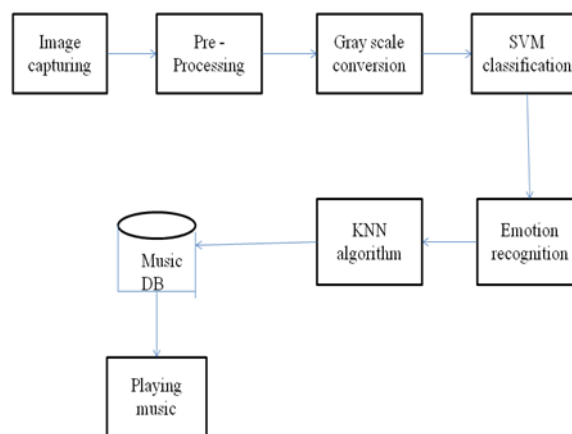 Image
capturing
Pre -
Processing
Gray scale
conversion
SVM
classification
Emotion
recognition
KNN
algorithm
Music
DB
Playing
music